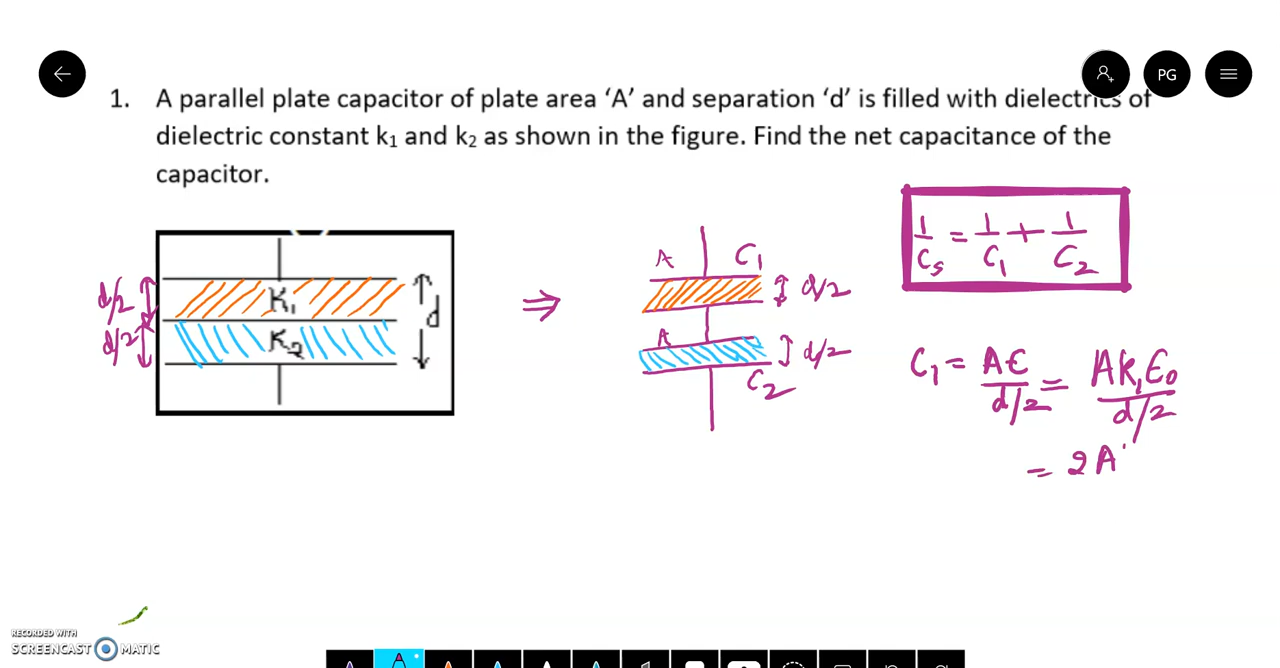 PG
1. A parallel plate capacitor of plate area ‘A’ and separation ‘d’ is filled with dielectrics of
dielectric constant k₁ and k₂ as shown in the figure. Find the net capacitance of the
capacitor.
d/2
d/2
K₁
K₂
d
⇒
A C₁
d/2
A
d/2
C₂
1/Cs = 1/C₁ + 1/C₂
C₁ = Aϵ/d/2 = Ak₁ϵ₀/d/2
= 2A
RECORDED WITH
SCREENCAST MATIC